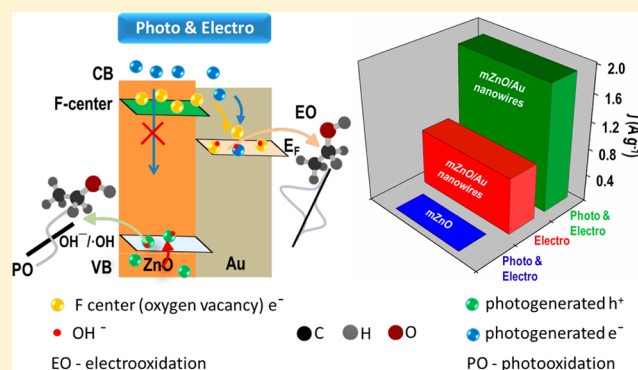 Photo & Electro
CB
F-center
EO
E_F
OH⁻/·OH
PO
VB
ZnO
Au
mZnO/Au
nanowires
mZnO/Au
nanowires
mZnO
2.0
1.6
1.2
0.8
0.4
J (A g⁻¹)
Photo &
Electro
Electro
Photo &
Electro
F center (oxygen vacancy) e⁻
photogenerated h⁺
OH⁻
C
H
O
photogenerated e⁻
EO - electrooxidation
PO - photooxidation